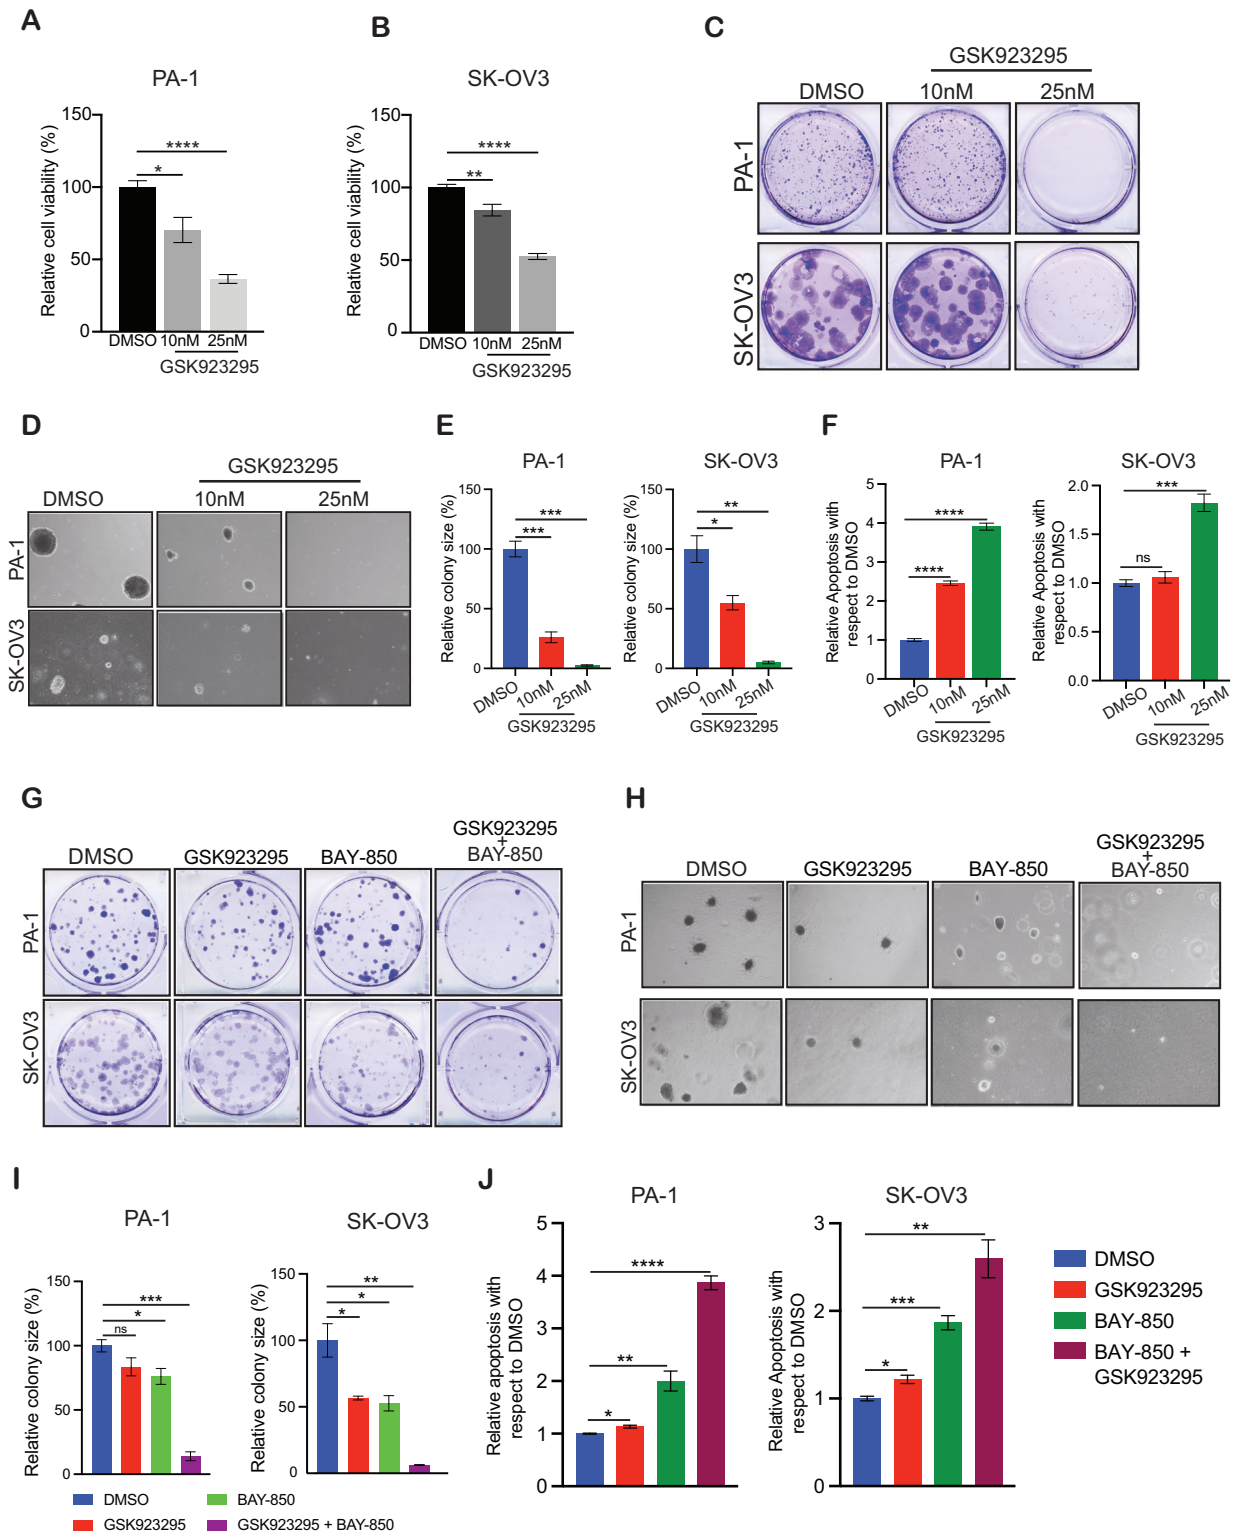 A
PA-1
Relative cell viability (%)
150
100
50
0
****
*
DMSO 10nM 25nM
GSK923295
B
SK-OV3
Relative cell viability (%)
150
100
50
0
****
**
DMSO 10nM 25nM
GSK923295
C
GSK923295
DMSO 10nM 25nM
PA-1
SK-OV3
D
GSK923295
DMSO 10nM 25nM
PA-1
SK-OV3
E
PA-1
Relative colony size (%)
150
100
50
0
***
***
DMSO 10nM 25nM
GSK923295
SK-OV3
Relative colony size (%)
150
100
50
0
**
*
DMSO 10nM 25nM
GSK923295
F
PA-1
Relative Apoptosis with
respect to DMSO
5
4
3
2
1
0
****
****
DMSO 10nM 25nM
GSK923295
SK-OV3
Relative Apoptosis with
respect to DMSO
2.0
1.5
1.0
0.5
0.0
***
ns
DMSO 10nM 25nM
GSK923295
G
DMSO GSK923295 BAY-850 GSK923295
+
BAY-850
PA-1
SK-OV3
H
DMSO GSK923295 BAY-850 GSK923295
+
BAY-850
PA-1
SK-OV3
I
PA-1
Relative colony size (%)
150
100
50
0
***
*
ns
SK-OV3
Relative colony size (%)
150
100
50
0
**
*
*
DMSO
GSK923295
BAY-850
GSK923295 + BAY-850
J
PA-1
Relative apoptosis with
respect to DMSO
5
4
3
2
1
0
****
**
*
SK-OV3
Relative apoptosis with
respect to DMSO
3
2
1
0
**
***
*
DMSO
GSK923295
BAY-850
BAY-850 +
GSK923295